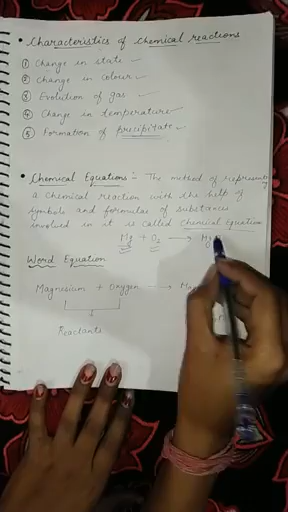 • Characteristics of chemical reactions
① Change in state
② Change in colour
③ Evolution of gas
④ Change in temperature
⑤ Formation of precipitate
• Chemical Equations:- The method of representing
a chemical reaction with the help of
symbols and formulas of substances
involved in it is called chemical equation
Mg + O₂ ⟶
Word Equation
Magnesium + Oxygen ⟶
Reactants